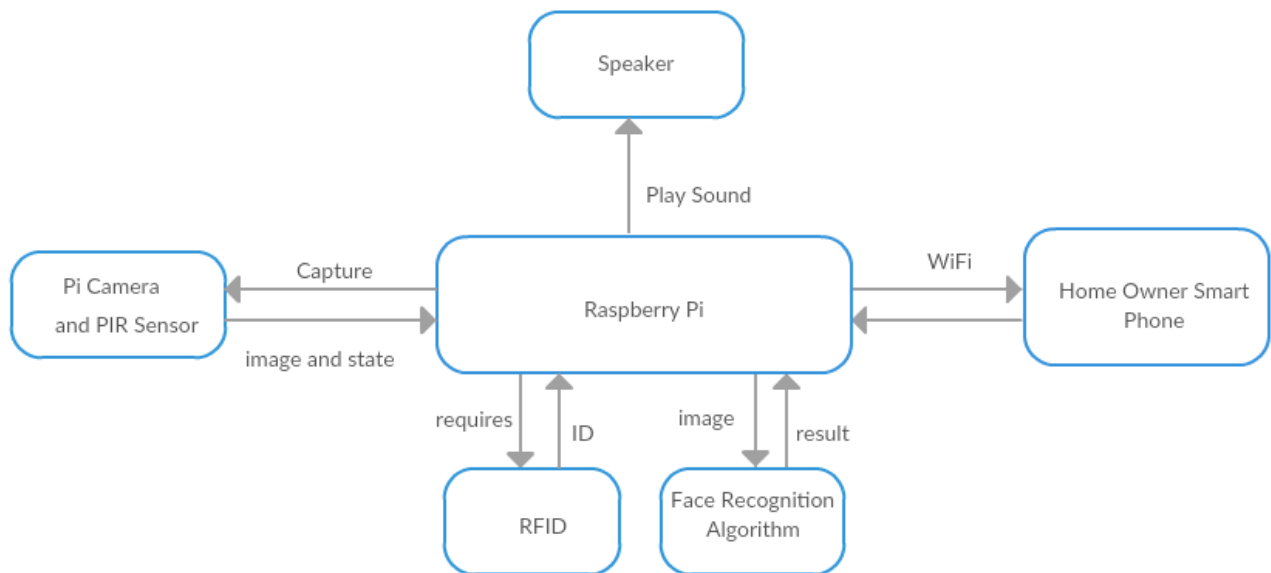 Speaker
Play Sound
Capture
WiFi
Pi Camera
and PIR Sensor
Raspberry Pi
Home Owner Smart
Phone
image and state
requires
ID
image
result
RFID
Face Recognition
Algorithm